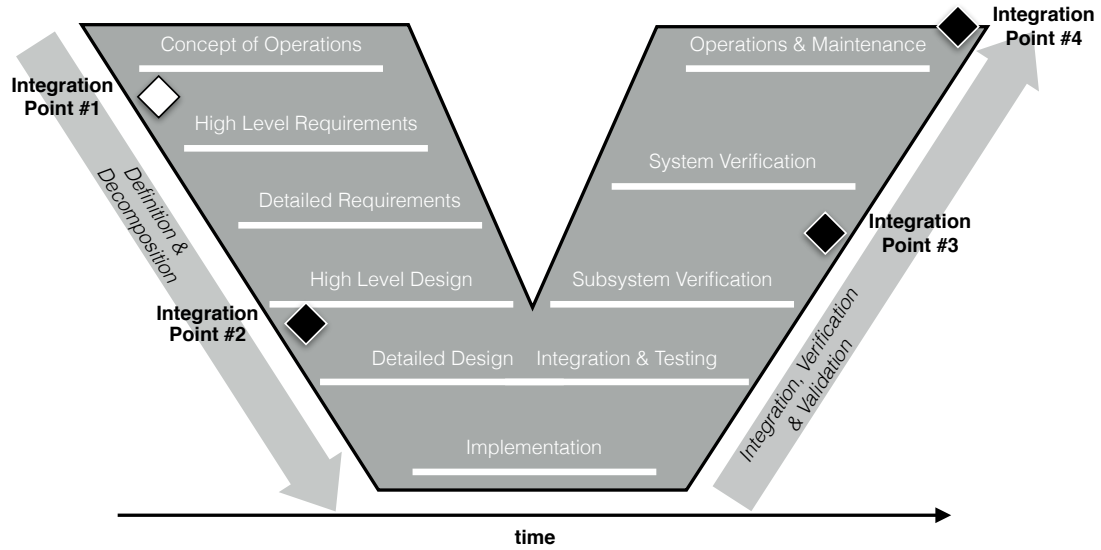 Concept of Operations
Integration
Point #1
High Level Requirements
Definition &
Decomposition
Detailed Requirements
High Level Design
Integration
Point #2
Detailed Design
Implementation
Integration & Testing
Subsystem Verification
Integration, Verification
& Validation
Integration
Point #3
System Verification
Operations & Maintenance
Integration
Point #4
time